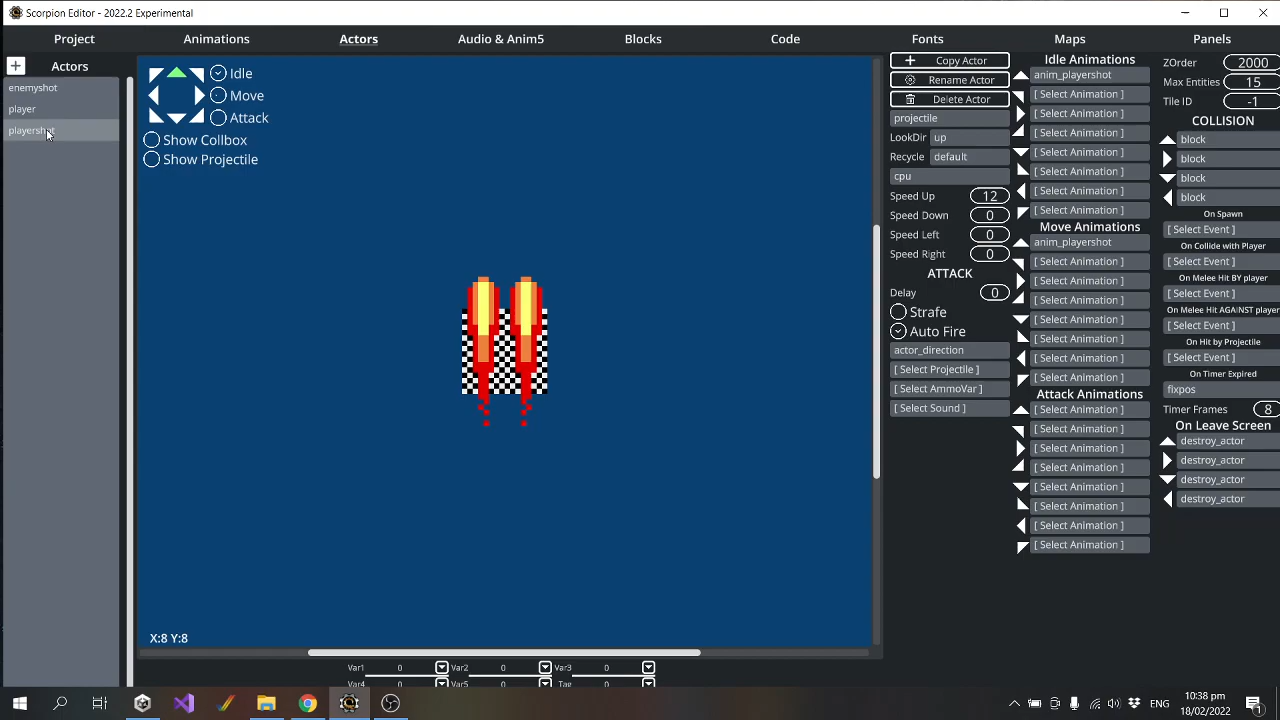 Scorpion Editor - 2022.2 Experimental
Project Animations Actors Audio & Anim5 Blocks Code Fonts Maps Panels
Actors
enemyshot
player
playershot
Idle
Move
Attack
Show Collbox
Show Projectile
X:8 Y:8
Var1 0 Var2 0 Var3 0
Var4 0 Var5 0 Tag 0
Copy Actor
Rename Actor
Delete Actor
projectile
LookDir up
Recycle default
cpu
Speed Up 12
Speed Down 0
Speed Left 0
Speed Right 0
ATTACK
Delay 0
Strafe
Auto Fire
actor_direction
[ Select Projectile ]
[ Select AmmoVar ]
[ Select Sound ]
Idle Animations
anim_playershot
[ Select Animation ]
[ Select Animation ]
[ Select Animation ]
[ Select Animation ]
[ Select Animation ]
[ Select Animation ]
[ Select Animation ]
Move Animations
anim_playershot
[ Select Animation ]
[ Select Animation ]
[ Select Animation ]
[ Select Animation ]
[ Select Animation ]
[ Select Animation ]
[ Select Animation ]
Attack Animations
[ Select Animation ]
[ Select Animation ]
[ Select Animation ]
[ Select Animation ]
[ Select Animation ]
[ Select Animation ]
[ Select Animation ]
[ Select Animation ]
ZOrder 2000
Max Entities 15
Tile ID -1
COLLISION
block
block
block
block
On Spawn
[ Select Event ]
On Collide with Player
[ Select Event ]
On Melee Hit BY player
[ Select Event ]
On Melee Hit AGAINST player
[ Select Event ]
On Hit by Projectile
[ Select Event ]
On Timer Expired
fixpos
Timer Frames 8
On Leave Screen
destroy_actor
destroy_actor
destroy_actor
destroy_actor
ENG
10:38 pm
18/02/2022